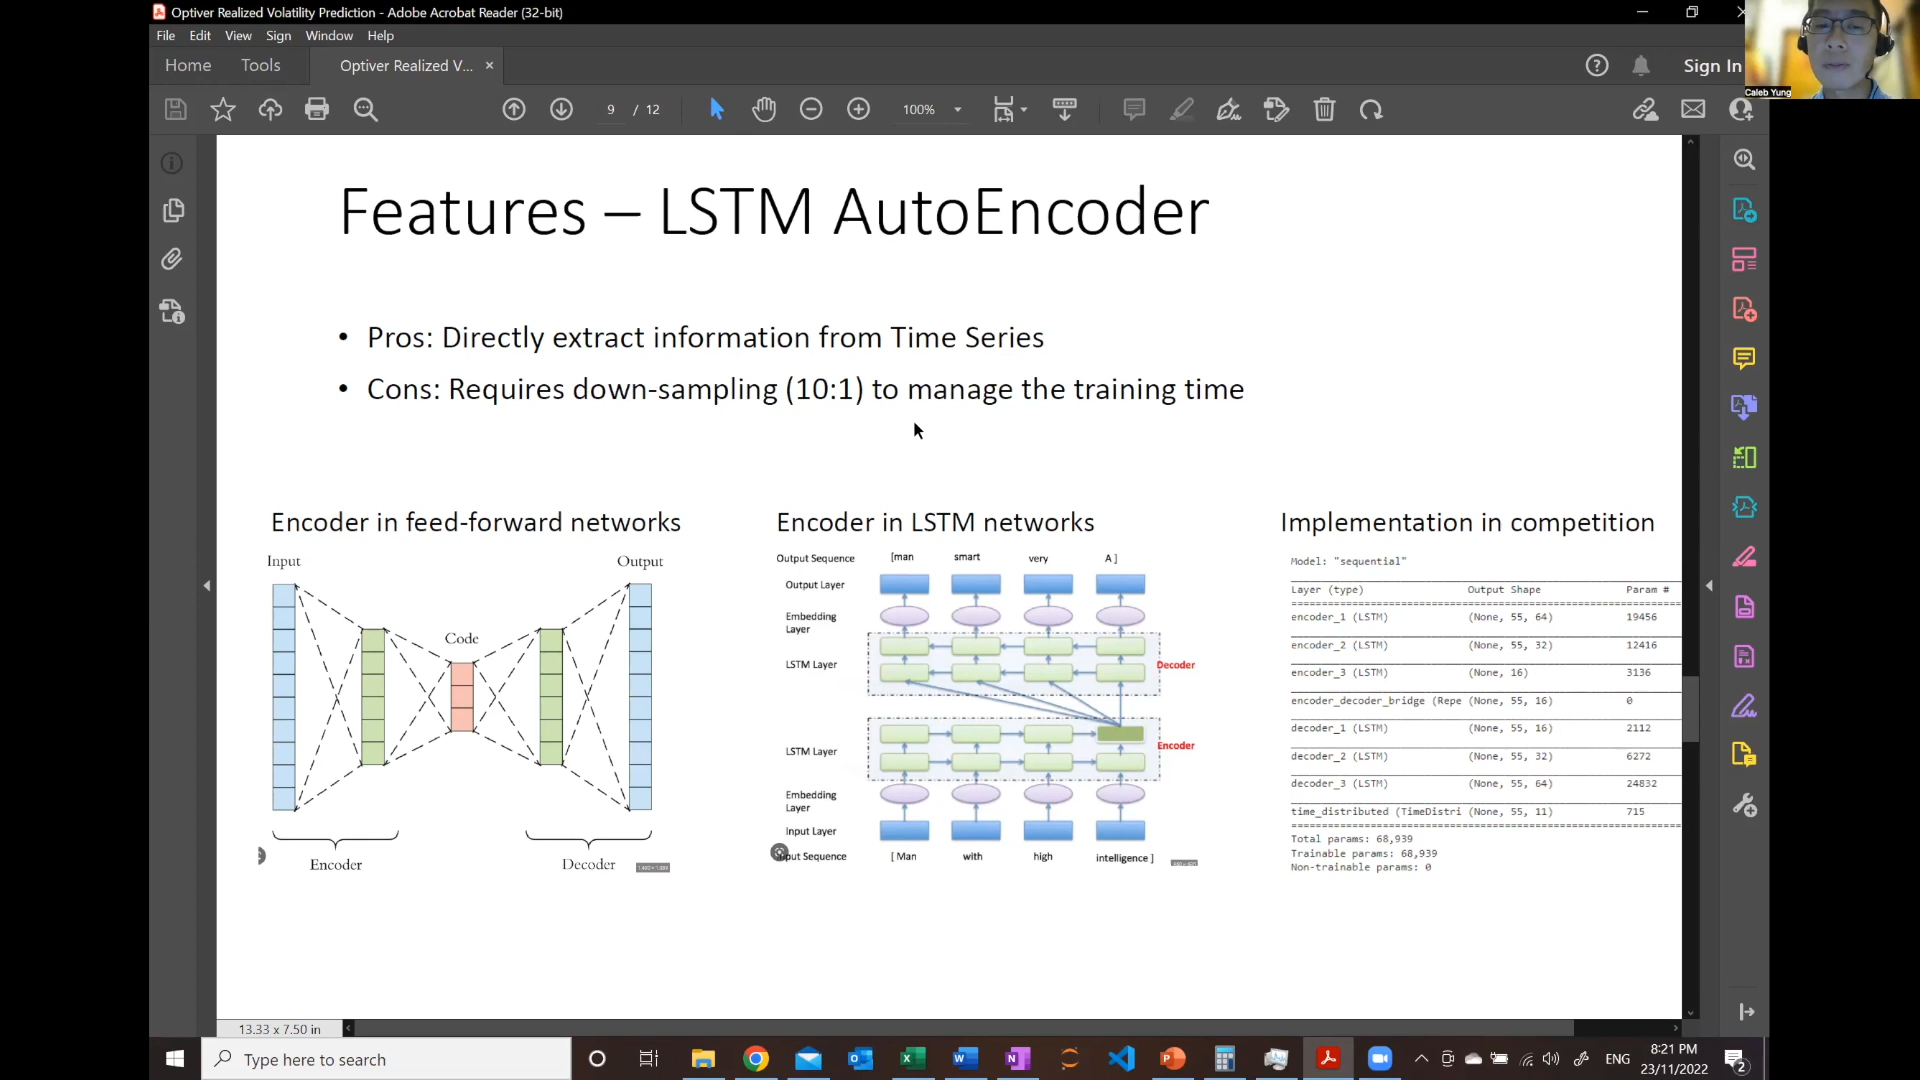 Optiver Realized Volatility Prediction - Adobe Acrobat Reader (32-bit)
File Edit View Sign Window Help
Home Tools Optiver Realized V... × Sign In
Caleb Yung
9 / 12 100%
Features – LSTM AutoEncoder
• Pros: Directly extract information from Time Series
• Cons: Requires down-sampling (10:1) to manage the training time
Encoder in feed-forward networks
Input Output
Code
Encoder Decoder
Encoder in LSTM networks
Output Sequence [man smart very A ]
Output Layer
Embedding
Layer
LSTM Layer
Decoder
LSTM Layer
Encoder
Embedding
Layer
Input Layer
nput Sequence [ Man with high intelligence ]
Implementation in competition
Model: "sequential"
Layer (type) Output Shape Param #
encoder_1 (LSTM) (None, 55, 64) 19456
encoder_2 (LSTM) (None, 55, 32) 12416
encoder_3 (LSTM) (None, 16) 3136
encoder_decoder_bridge (Repe (None, 55, 16) 0
decoder_1 (LSTM) (None, 55, 16) 2112
decoder_2 (LSTM) (None, 55, 32) 6272
decoder_3 (LSTM) (None, 55, 64) 24832
time_distributed (TimeDistri (None, 55, 11) 715
Total params: 68,939
Trainable params: 68,939
Non-trainable params: 0
13.33 x 7.50 in
Type here to search
ENG
8:21 PM
23/11/2022
2